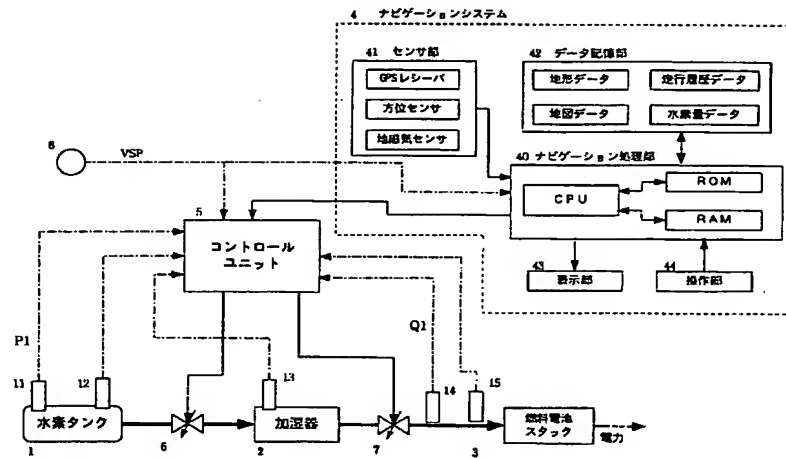 4 ナビゲーションシステム
41 センサ部
GPSレシーバ
方位センサ
地磁気センサ
42 データ記憶部
地形データ
走行履歴データ
地図データ
水素量データ
8
VSP
40 ナビゲーション処理部
CPU
ROM
RAM
5
コントロール
ユニット
43
表示部
44
操作部
P1
Q1
11
12
13
14
15
水素タンク
加湿器
燃料電池
スタック
電力
1
6
2
7
3